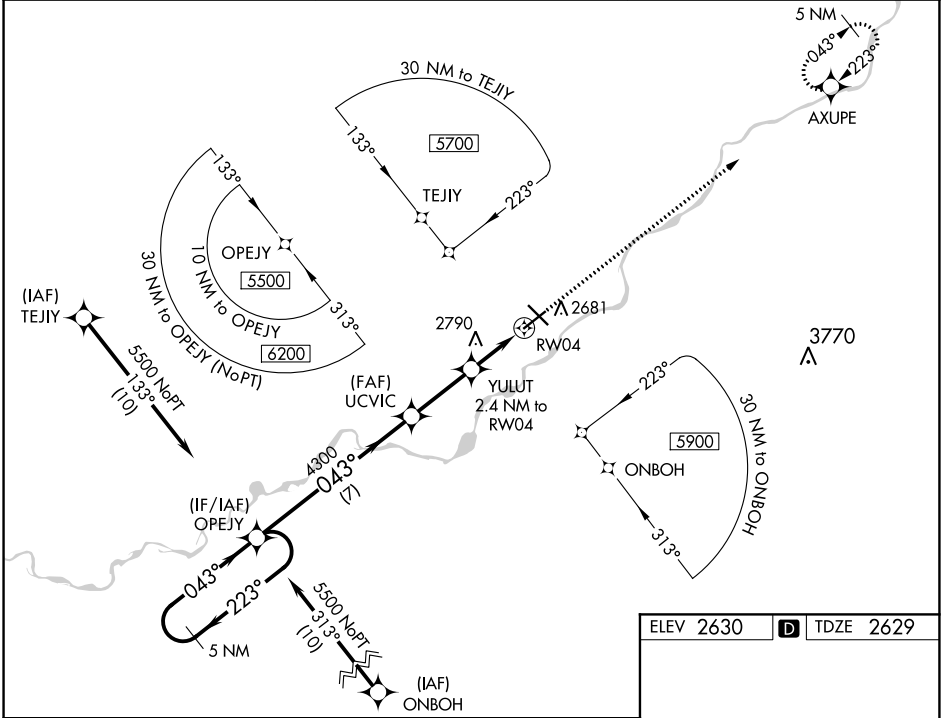 5 NM
043°
223°
AXUPE
30 NM to TEJIY
133°
5700
TEJIY
223°
133°
OPEJY
5500
10 NM to OPEJY
313°
30 NM to OPEJY (NoPT)
6200
(IAF)
TEJIY
5500 NoPT
133°
(10)
2790
2681
RW04
3770
(FAF)
UCVIC
YULUT
2.4 NM to
RW04
223°
30 NM to ONBOH
5900
ONBOH
313°
4300
043°
(7)
(IF/IAF)
OPEJY
043°
223°
5 NM
5500 NoPT
313°
(10)
(IAF)
ONBOH
ELEV 2630 D TDZE 2629